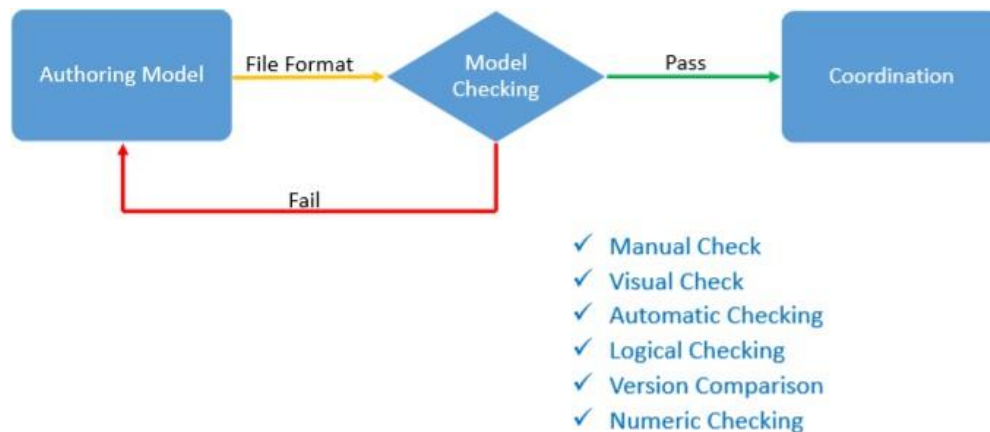 Authoring Model
File Format
Model
Checking
Pass
Coordination
Fail
✓ Manual Check
✓ Visual Check
✓ Automatic Checking
✓ Logical Checking
✓ Version Comparison
✓ Numeric Checking